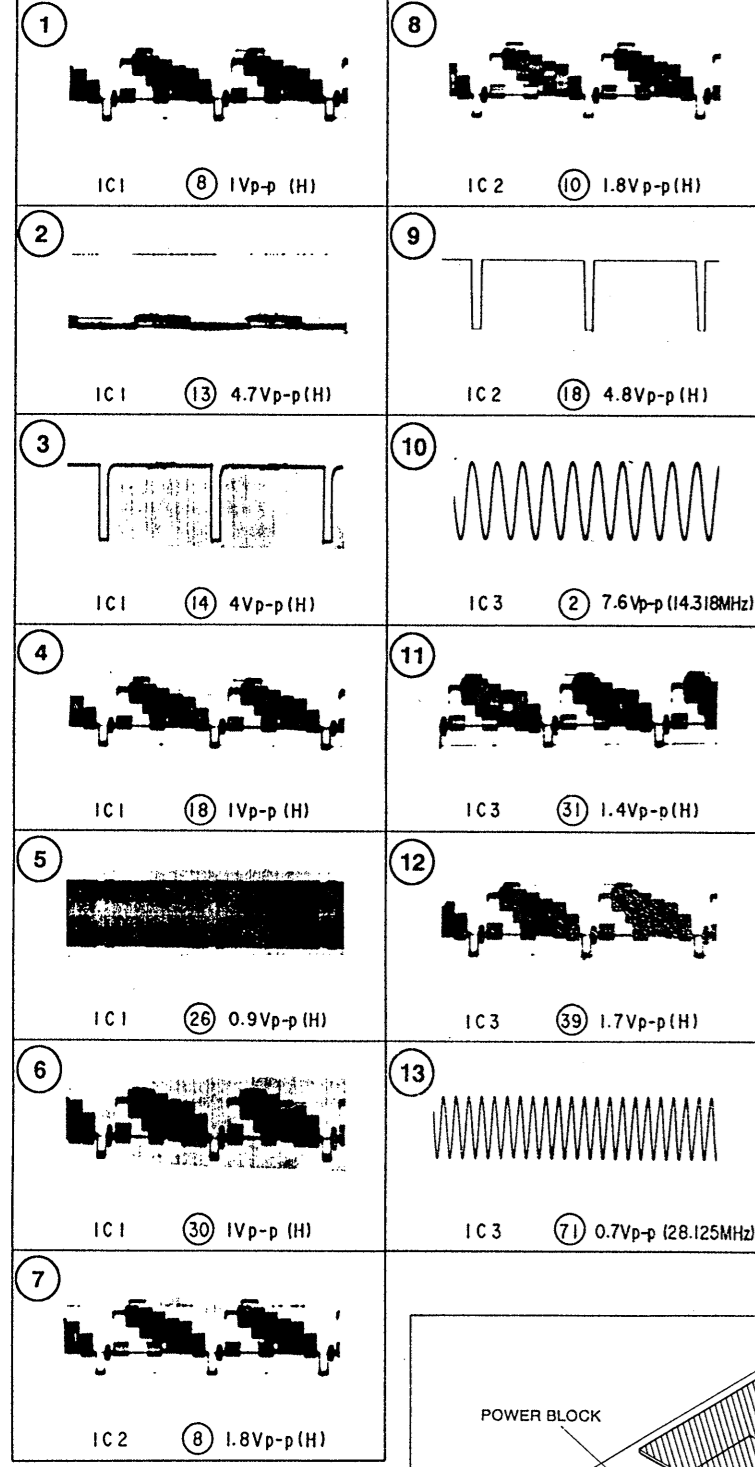 1
IC1 8 1Vp-p (H)
2
IC1 13 4.7Vp-p(H)
3
IC1 14 4Vp-p(H)
4
IC1 18 1Vp-p (H)
5
IC1 26 0.9Vp-p(H)
6
IC1 30 1Vp-p (H)
7
IC2 8 1.8Vp-p(H)
8
IC2 10 1.8Vp-p(H)
9
IC2 18 4.8Vp-p(H)
10
IC3 2 7.6Vp-p(14.318MHz)
11
IC3 31 1.4Vp-p(H)
12
IC3 39 1.7Vp-p(H)
13
IC3 71 0.7Vp-p (28.125MHz)
POWER BLOCK